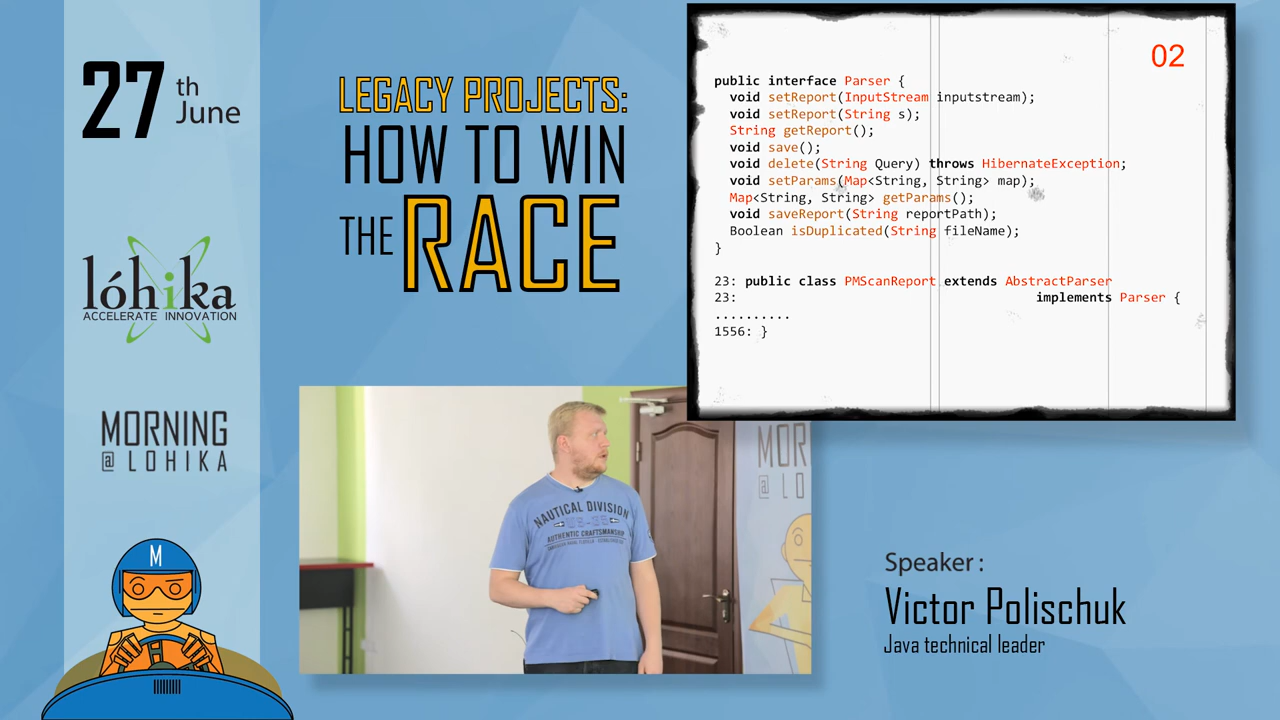 27 th June
lóhika
ACCELERATE INNOVATION
MORNING
@ LOHIKA
M
LEGACY PROJECTS:
HOW TO WIN
THE RACE
02
public interface Parser {
void setReport(InputStream inputstream);
void setReport(String s);
String getReport();
void save();
void delete(String Query) throws HibernateException;
void setParams(Map<String, String> map);
Map<String, String> getParams();
void saveReport(String reportPath);
Boolean isDuplicated(String fileName);
}
23: public class PMScanReport extends AbstractParser
23: implements Parser {
..........
1556: }
NAUTICAL DIVISION
AUTHENTIC CRAFTSMANSHIP
MOR
@ LO
Speaker :
Victor Polischuk
Java technical leader